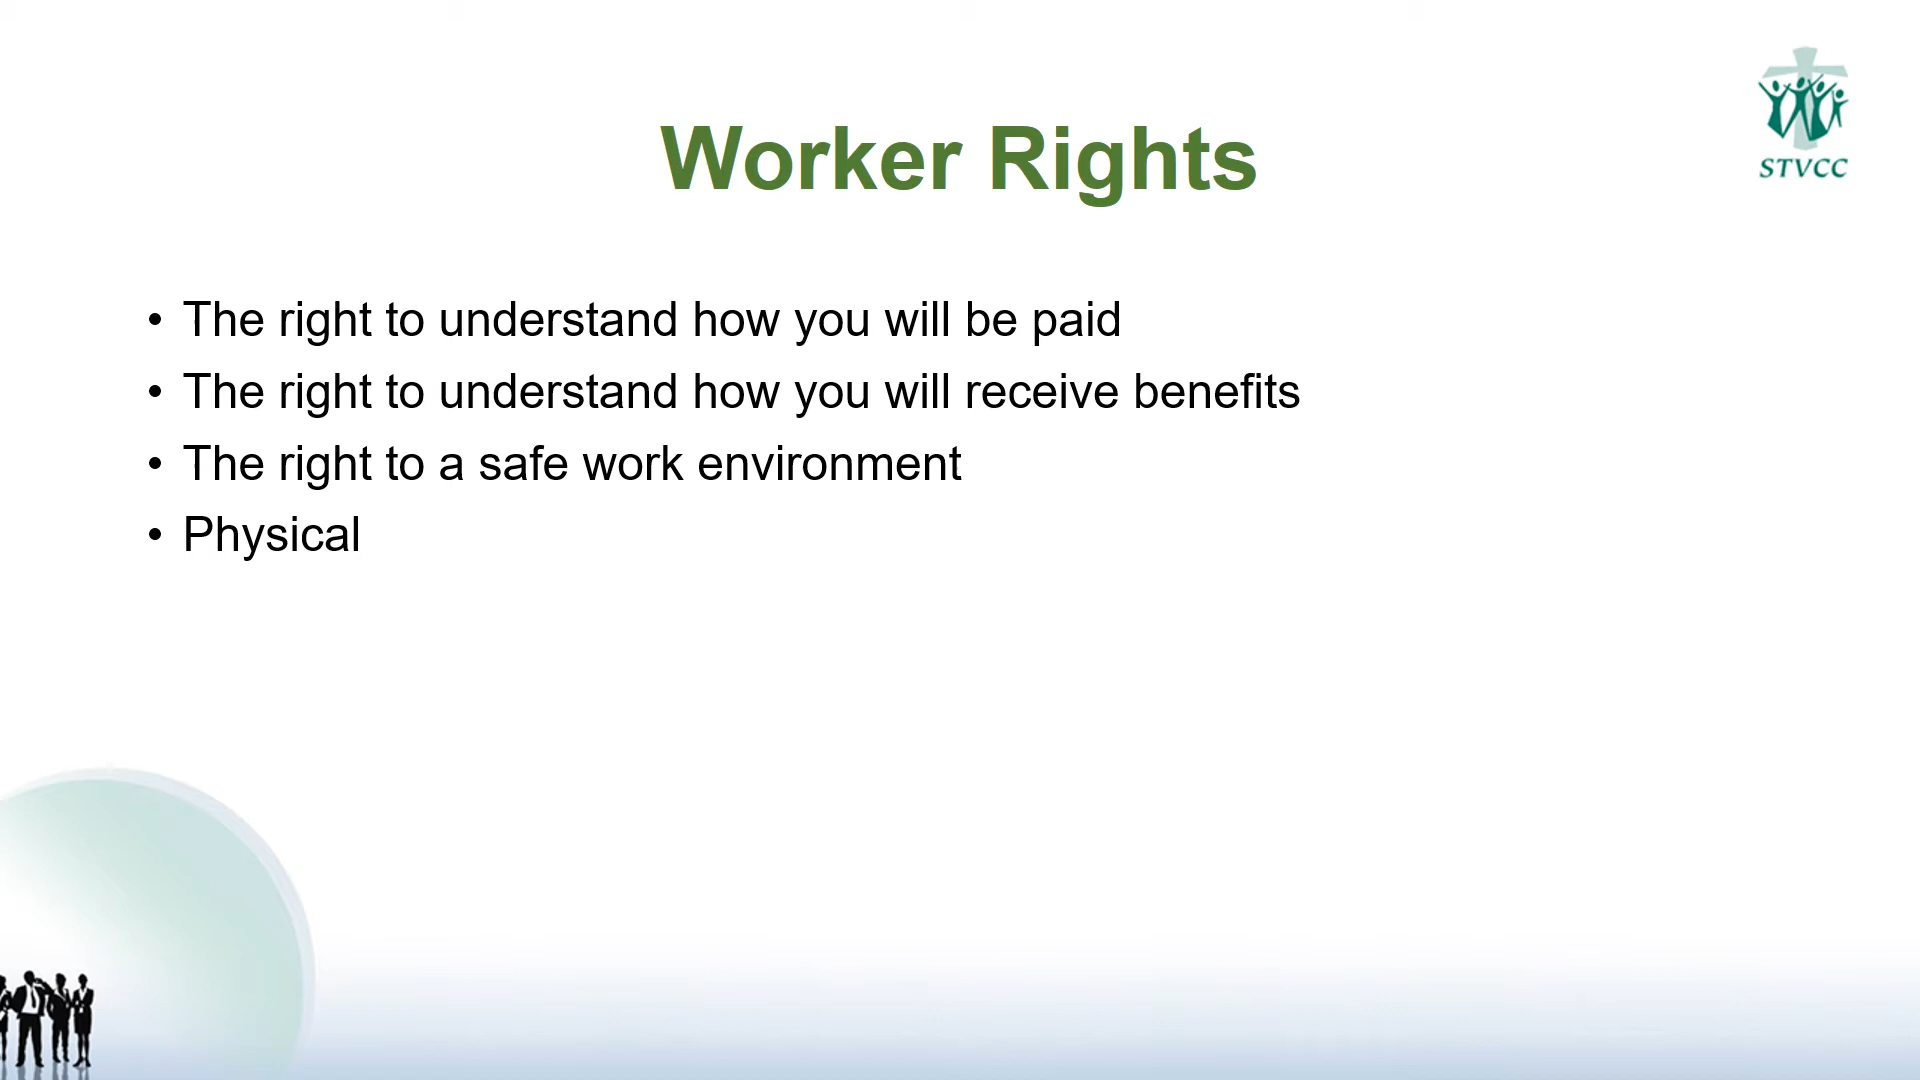 STVCC
Worker Rights
• The right to understand how you will be paid
• The right to understand how you will receive benefits
• The right to a safe work environment
• Physical